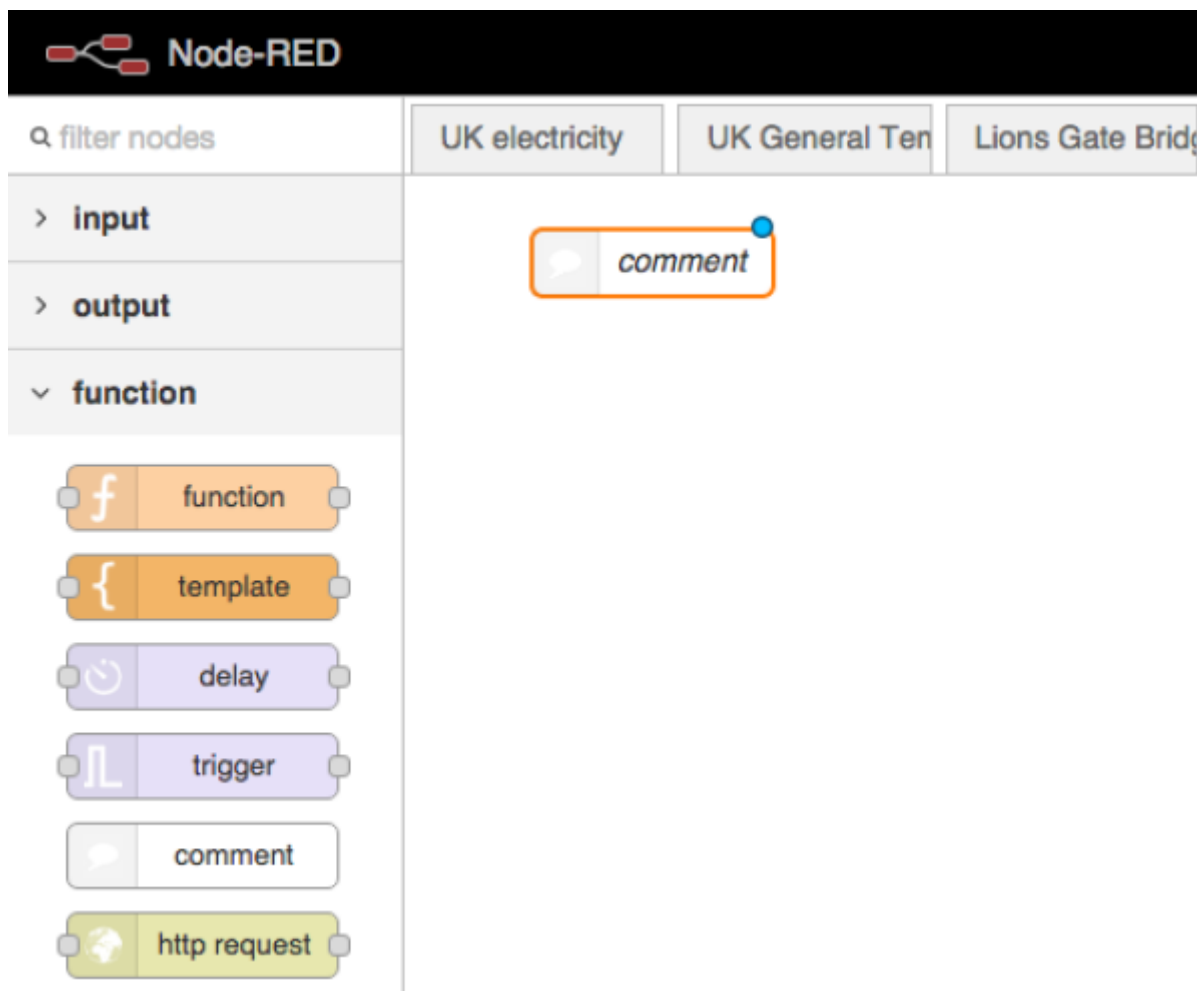 Node-RED
filter nodes
UK electricity
UK General Ten
Lions Gate Bridg
input
comment
output
function
function
template
delay
trigger
comment
http request